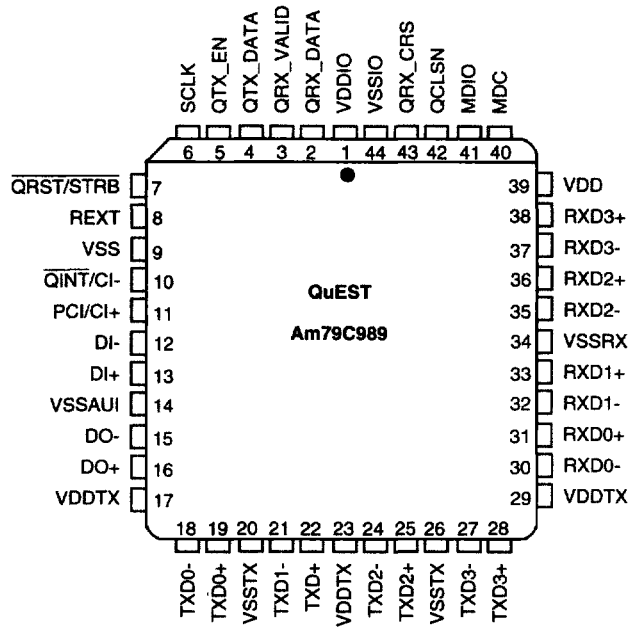 SCLK
QTX_EN
QTX_DATA
QRX_VALID
QRX_DATA
VDDIO
VSSIO
QRX_CRS
QCLSN
MDIO
MDC
6 5 4 3 2 1 44 43 42 41 40
QRST/STRB 7
REXT 8
VSS 9
QINT/CI- 10
PCI/CI+ 11
DI- 12
DI+ 13
VSSAUI 14
DO- 15
DO+ 16
VDDTX 17
QuEST
Am79C989
39 VDD
38 RXD3+
37 RXD3-
36 RXD2+
35 RXD2-
34 VSSRX
33 RXD1+
32 RXD1-
31 RXD0+
30 RXD0-
29 VDDTX
18 19 20 21 22 23 24 25 26 27 28
TXD0-
TXD0+
VSSTX
TXD1-
TXD+
VDDTX
TXD2-
TXD2+
VSSTX
TXD3-
TXD3+